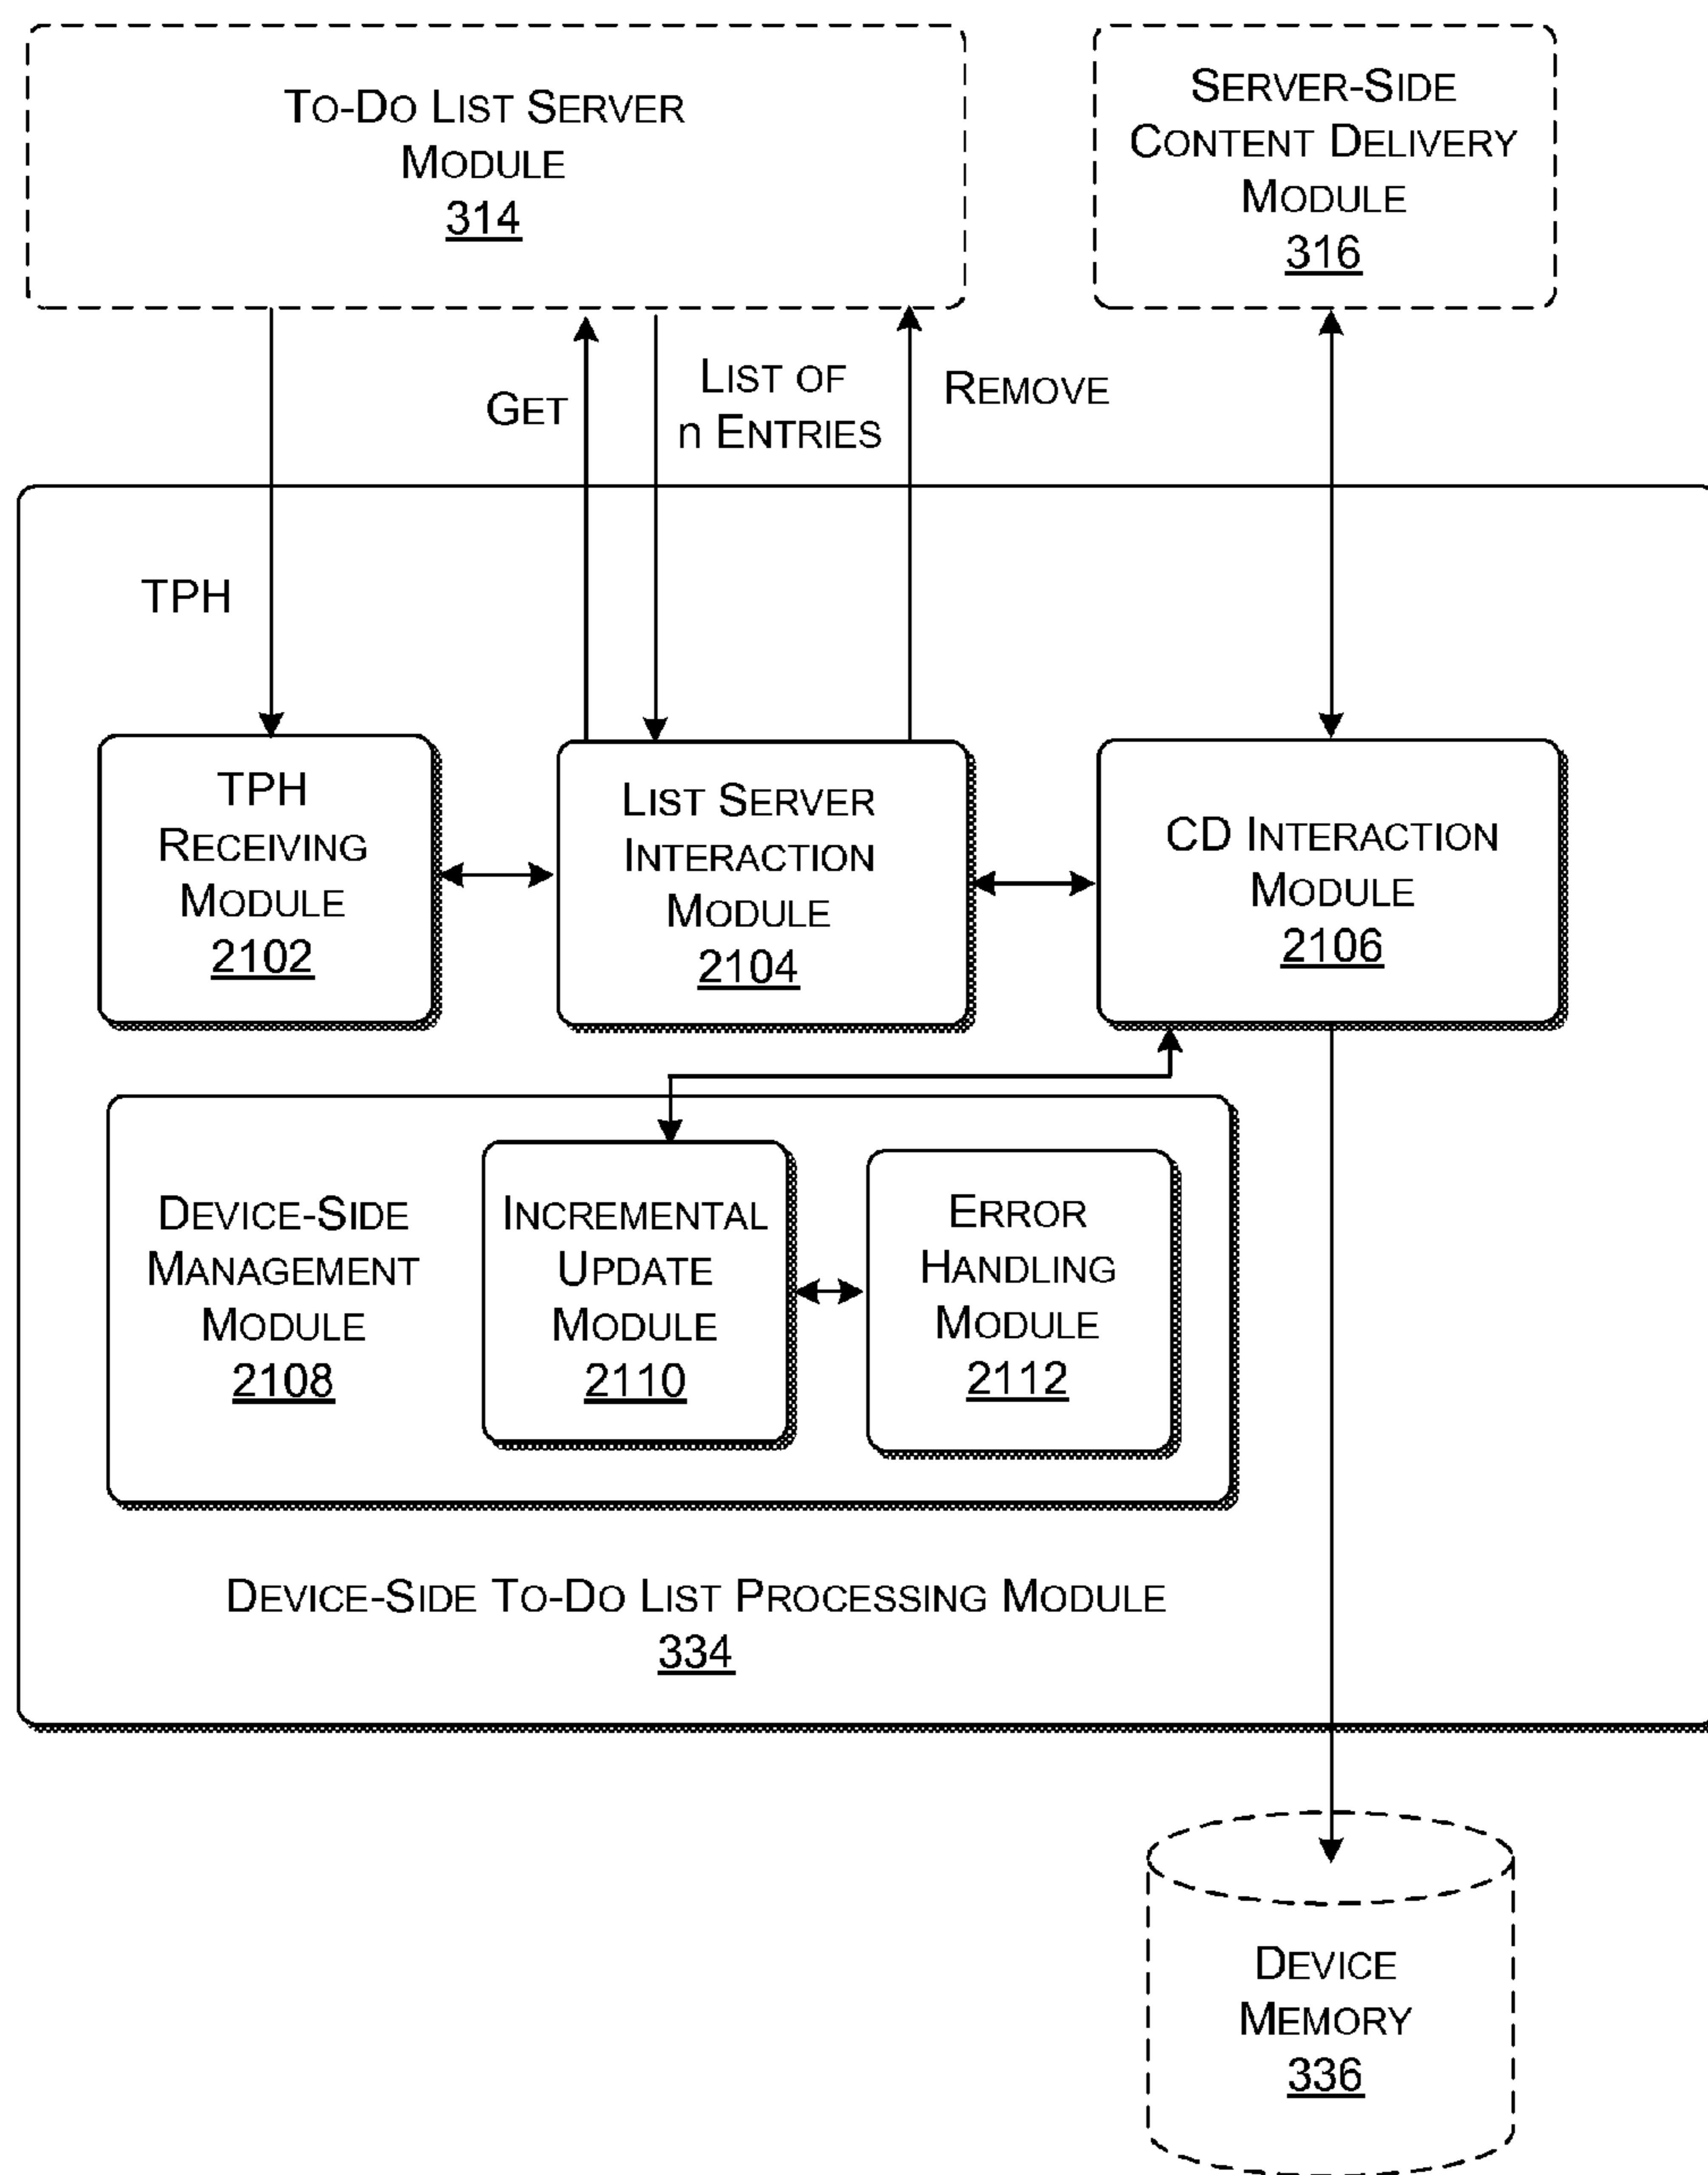 TO-DO LIST SERVER
MODULE
314
SERVER-SIDE
CONTENT DELIVERY
MODULE
316
GET
LIST OF
n ENTRIES
REMOVE
TPH
TPH
RECEIVING
MODULE
2102
LIST SERVER
INTERACTION
MODULE
2104
CD INTERACTION
MODULE
2106
DEVICE-SIDE
MANAGEMENT
MODULE
2108
INCREMENTAL
UPDATE
MODULE
2110
ERROR
HANDLING
MODULE
2112
DEVICE-SIDE TO-DO LIST PROCESSING MODULE
334
DEVICE
MEMORY
336